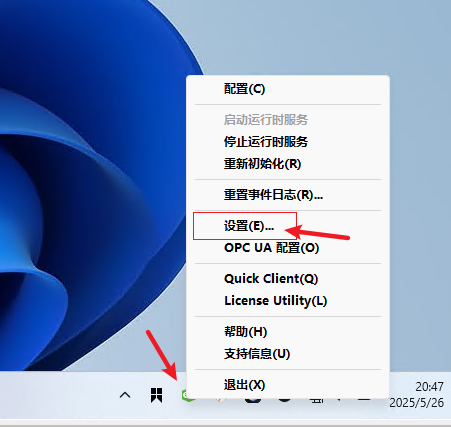 配置(C)
启动运行时服务
停止运行时服务
重新初始化(R)
重置事件日志(R)...
设置(E)...
OPC UA 配置(O)
Quick Client(Q)
License Utility(L)
帮助(H)
支持信息(U)
退出(X)
20:47
2025/5/26